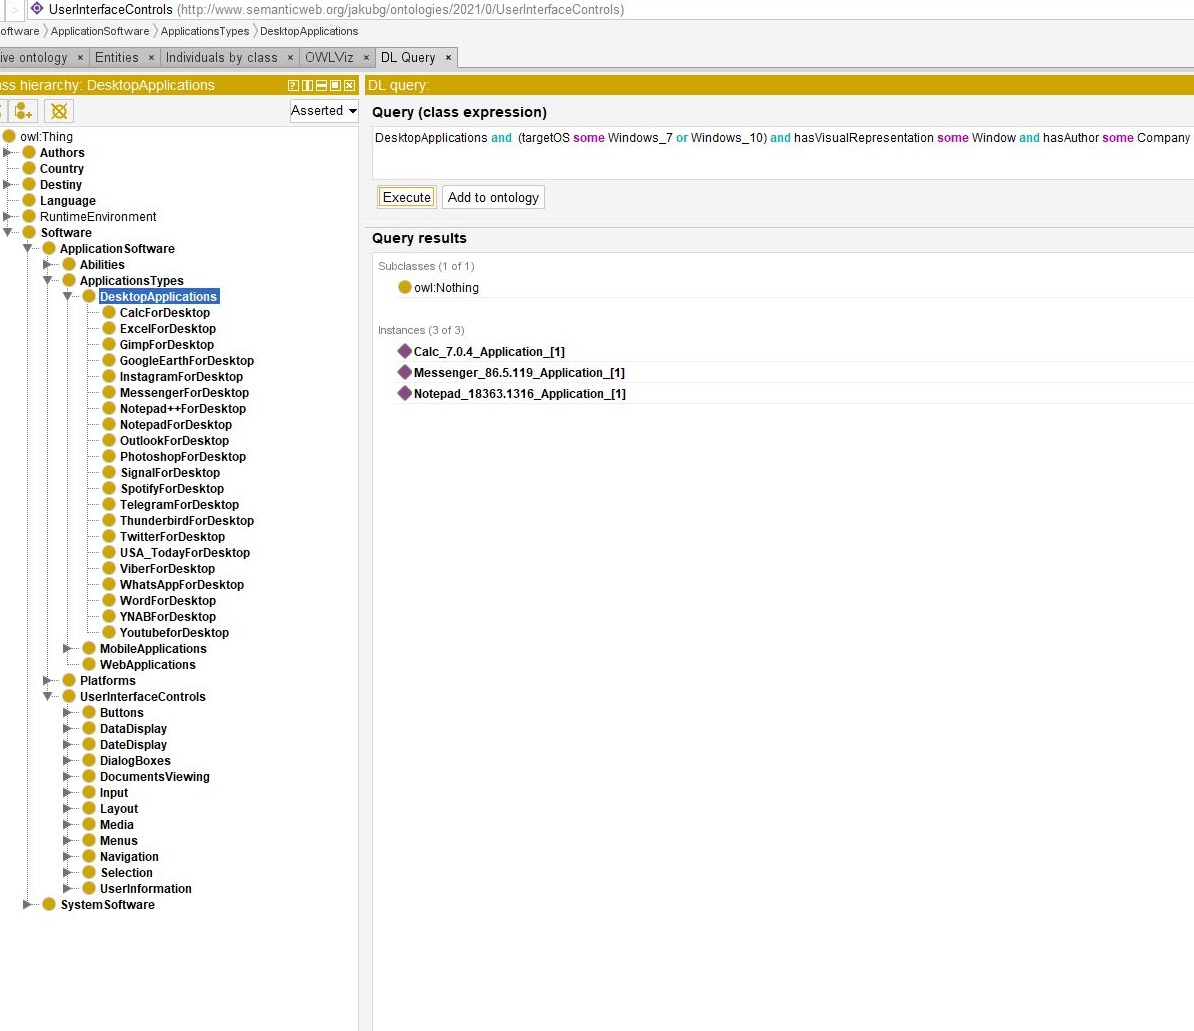 UserInterfaceControls (http://www.semanticweb.org/jakubg/ontologies/2021/0/UserInterfaceControls)
oftware ApplicationSoftware ApplicationsTypes DesktopApplications
ive ontology × Entities × Individuals by class × OWLViz × DL Query ×
ass hierarchy: DesktopApplications
Asserted
owl:Thing
Authors
Country
Destiny
Language
RuntimeEnvironment
Software
ApplicationSoftware
Abilities
ApplicationsTypes
DesktopApplications
CalcForDesktop
ExcelForDesktop
GimpForDesktop
GoogleEarthForDesktop
InstagramForDesktop
MessengerForDesktop
Notepad++ForDesktop
NotepadForDesktop
OutlookForDesktop
PhotoshopForDesktop
SignalForDesktop
SpotifyForDesktop
TelegramForDesktop
ThunderbirdForDesktop
TwitterForDesktop
USA_TodayForDesktop
ViberForDesktop
WhatsAppForDesktop
WordForDesktop
YNABForDesktop
YoutubeforDesktop
MobileApplications
WebApplications
Platforms
UserInterfaceControls
Buttons
DataDisplay
DateDisplay
DialogBoxes
DocumentsViewing
Input
Layout
Media
Menus
Navigation
Selection
UserInformation
SystemSoftware
DL query:
Query (class expression)
DesktopApplications and (targetOS some Windows_7 or Windows_10) and hasVisualRepresentation some Window and hasAuthor some Company
Execute Add to ontology
Query results
Subclasses (1 of 1)
owl:Nothing
Instances (3 of 3)
Calc_7.0.4_Application_[1]
Messenger_86.5.119_Application_[1]
Notepad_18363.1316_Application_[1]